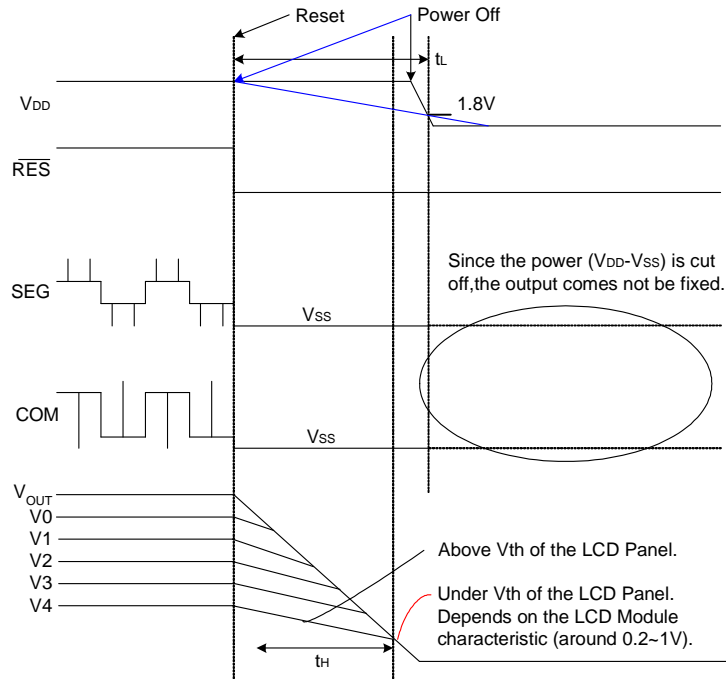 Reset
Power Off
tL
VDD
1.8V
RES
Since the power (VDD-VSS) is cut
off,the output comes not be fixed.
SEG
VSS
COM
VSS
VOUT
V0
V1
V2
V3
V4
Above Vth of the LCD Panel.
Under Vth of the LCD Panel.
Depends on the LCD Module
characteristic (around 0.2~1V).
tH